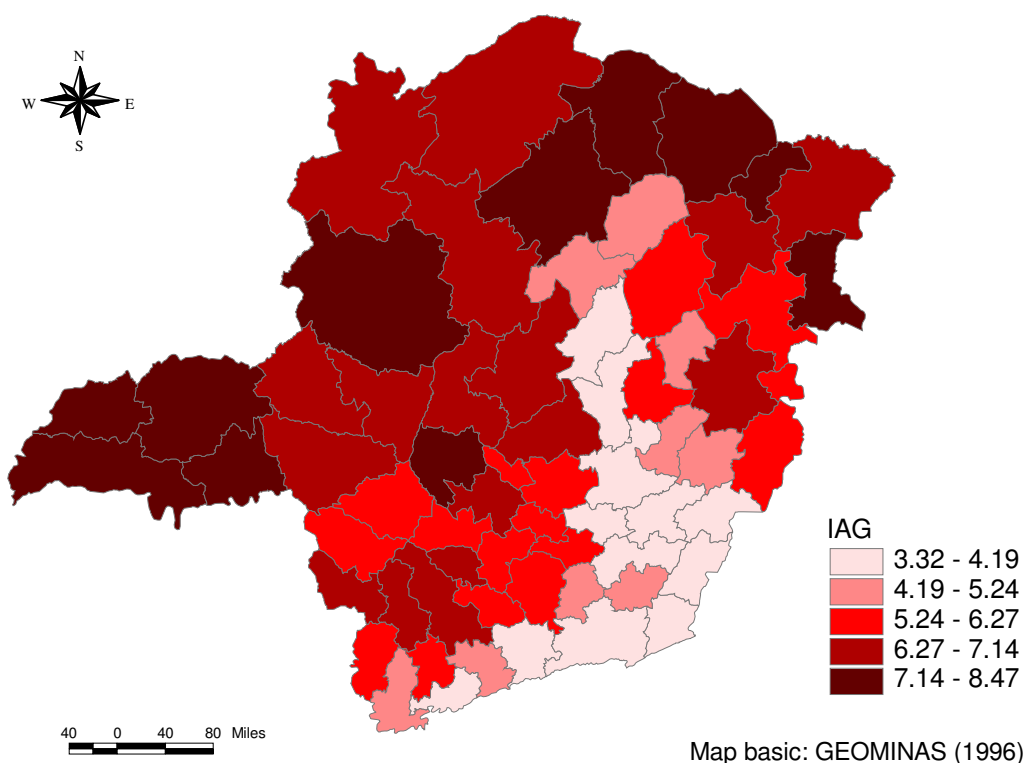 N
W E
S
IAG
3.32 - 4.19
4.19 - 5.24
5.24 - 6.27
6.27 - 7.14
7.14 - 8.47
40 0 40 80 Miles
Map basic: GEOMINAS (1996)